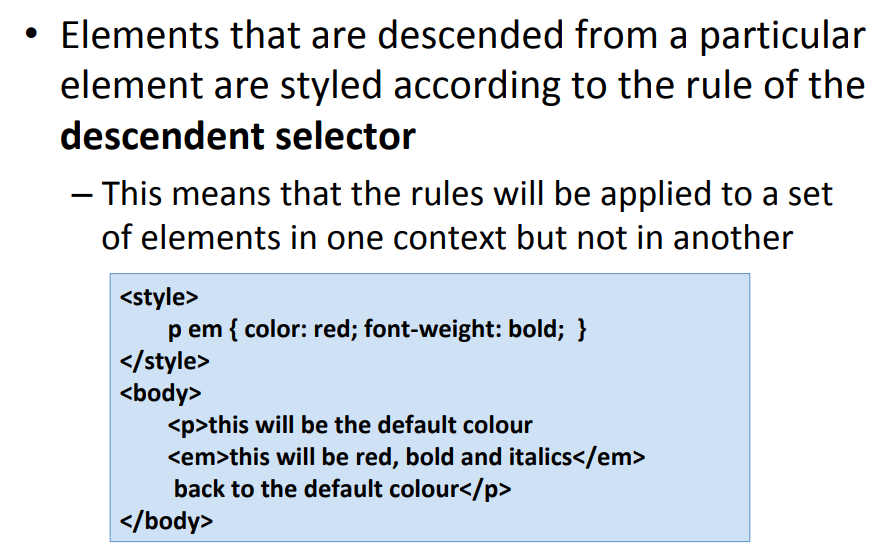 • Elements that are descended from a particular
element are styled according to the rule of the
descendent selector
– This means that the rules will be applied to a set
of elements in one context but not in another
<style>
p em { color: red; font-weight: bold;  }
</style>
<body>
<p>this will be the default colour
<em>this will be red, bold and italics</em>
back to the default colour</p>
</body>